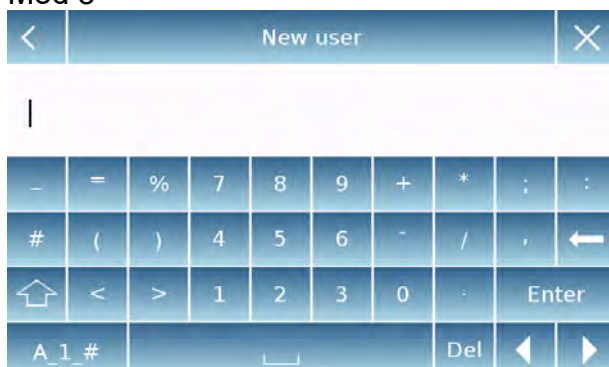 New user
_ = % 7 8 9 + * ; :
# ( ) 4 5 6 - / ,
< > 1 2 3 0 . Enter
A_1_# Del